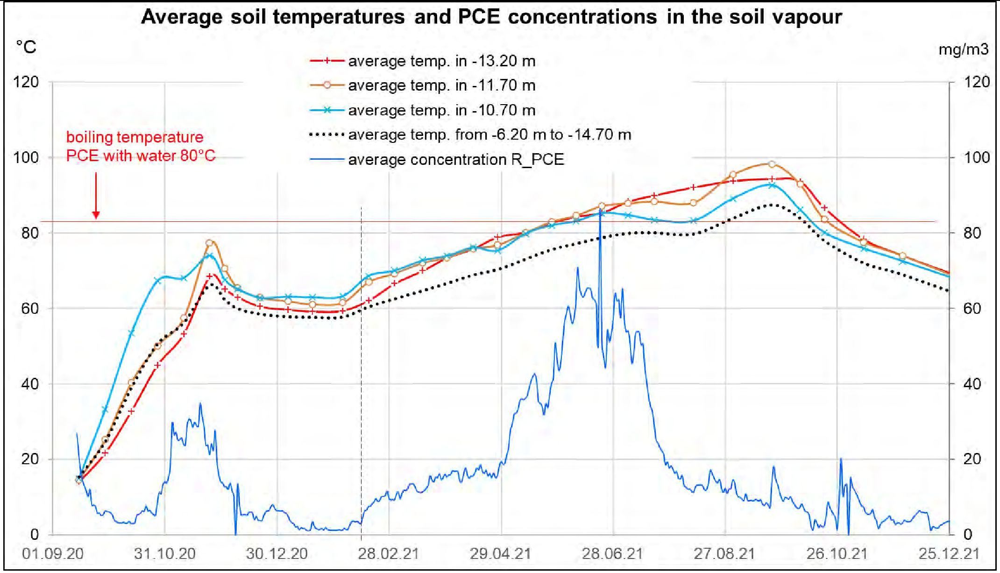 Average soil temperatures and PCE concentrations in the soil vapour
°C
mg/m3
average temp. in -13.20 m
average temp. in -11.70 m
average temp. in -10.70 m
average temp. from -6.20 m to -14.70 m
average concentration R_PCE
boiling temperature
PCE with water 80°C
120
100
80
60
40
20
0
120
100
80
60
40
20
0
01.09.20
31.10.20
30.12.20
28.02.21
29.04.21
28.06.21
27.08.21
26.10.21
25.12.21